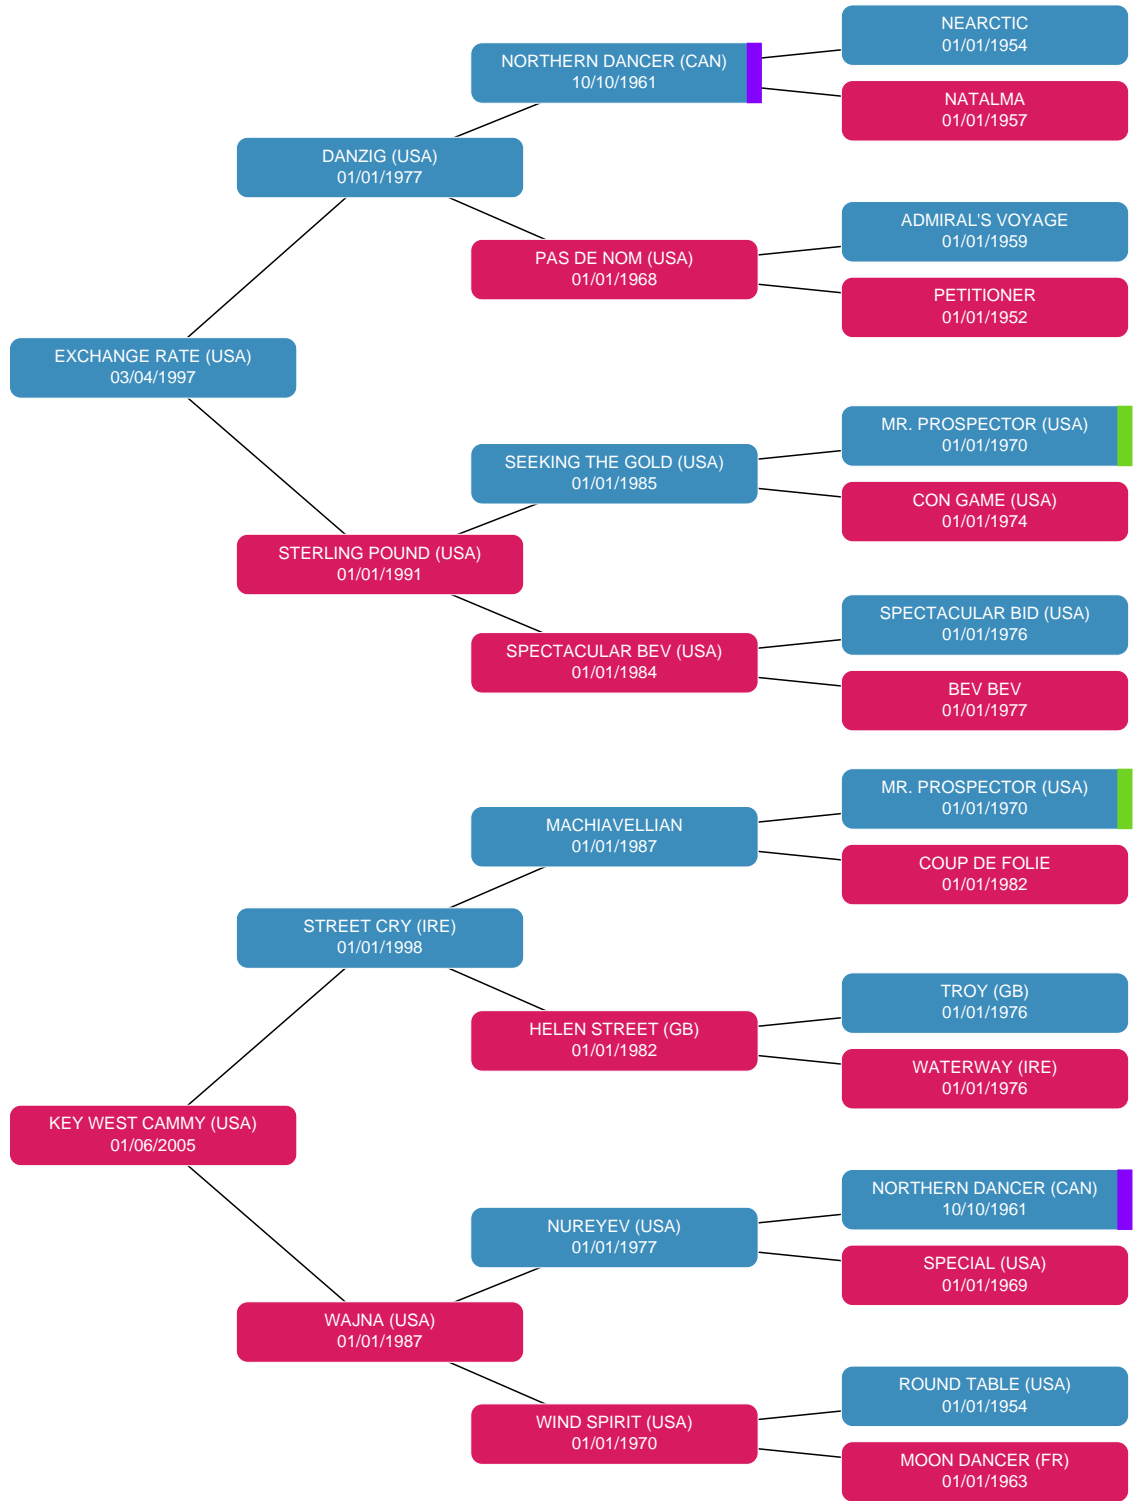 NEARCTIC
01/01/1954
NORTHERN DANCER (CAN)
10/10/1961
NATALMA
01/01/1957
DANZIG (USA)
01/01/1977
ADMIRAL'S VOYAGE
01/01/1959
PAS DE NOM (USA)
01/01/1968
PETITIONER
01/01/1952
EXCHANGE RATE (USA)
03/04/1997
MR. PROSPECTOR (USA)
01/01/1970
SEEKING THE GOLD (USA)
01/01/1985
CON GAME (USA)
01/01/1974
STERLING POUND (USA)
01/01/1991
SPECTACULAR BID (USA)
01/01/1976
SPECTACULAR BEV (USA)
01/01/1984
BEV BEV
01/01/1977
MR. PROSPECTOR (USA)
01/01/1970
MACHIAVELLIAN
01/01/1987
COUP DE FOLIE
01/01/1982
STREET CRY (IRE)
01/01/1998
TROY (GB)
01/01/1976
HELEN STREET (GB)
01/01/1982
WATERWAY (IRE)
01/01/1976
KEY WEST CAMMY (USA)
01/06/2005
NORTHERN DANCER (CAN)
10/10/1961
NUREYEV (USA)
01/01/1977
SPECIAL (USA)
01/01/1969
WAJNA (USA)
01/01/1987
ROUND TABLE (USA)
01/01/1954
WIND SPIRIT (USA)
01/01/1970
MOON DANCER (FR)
01/01/1963